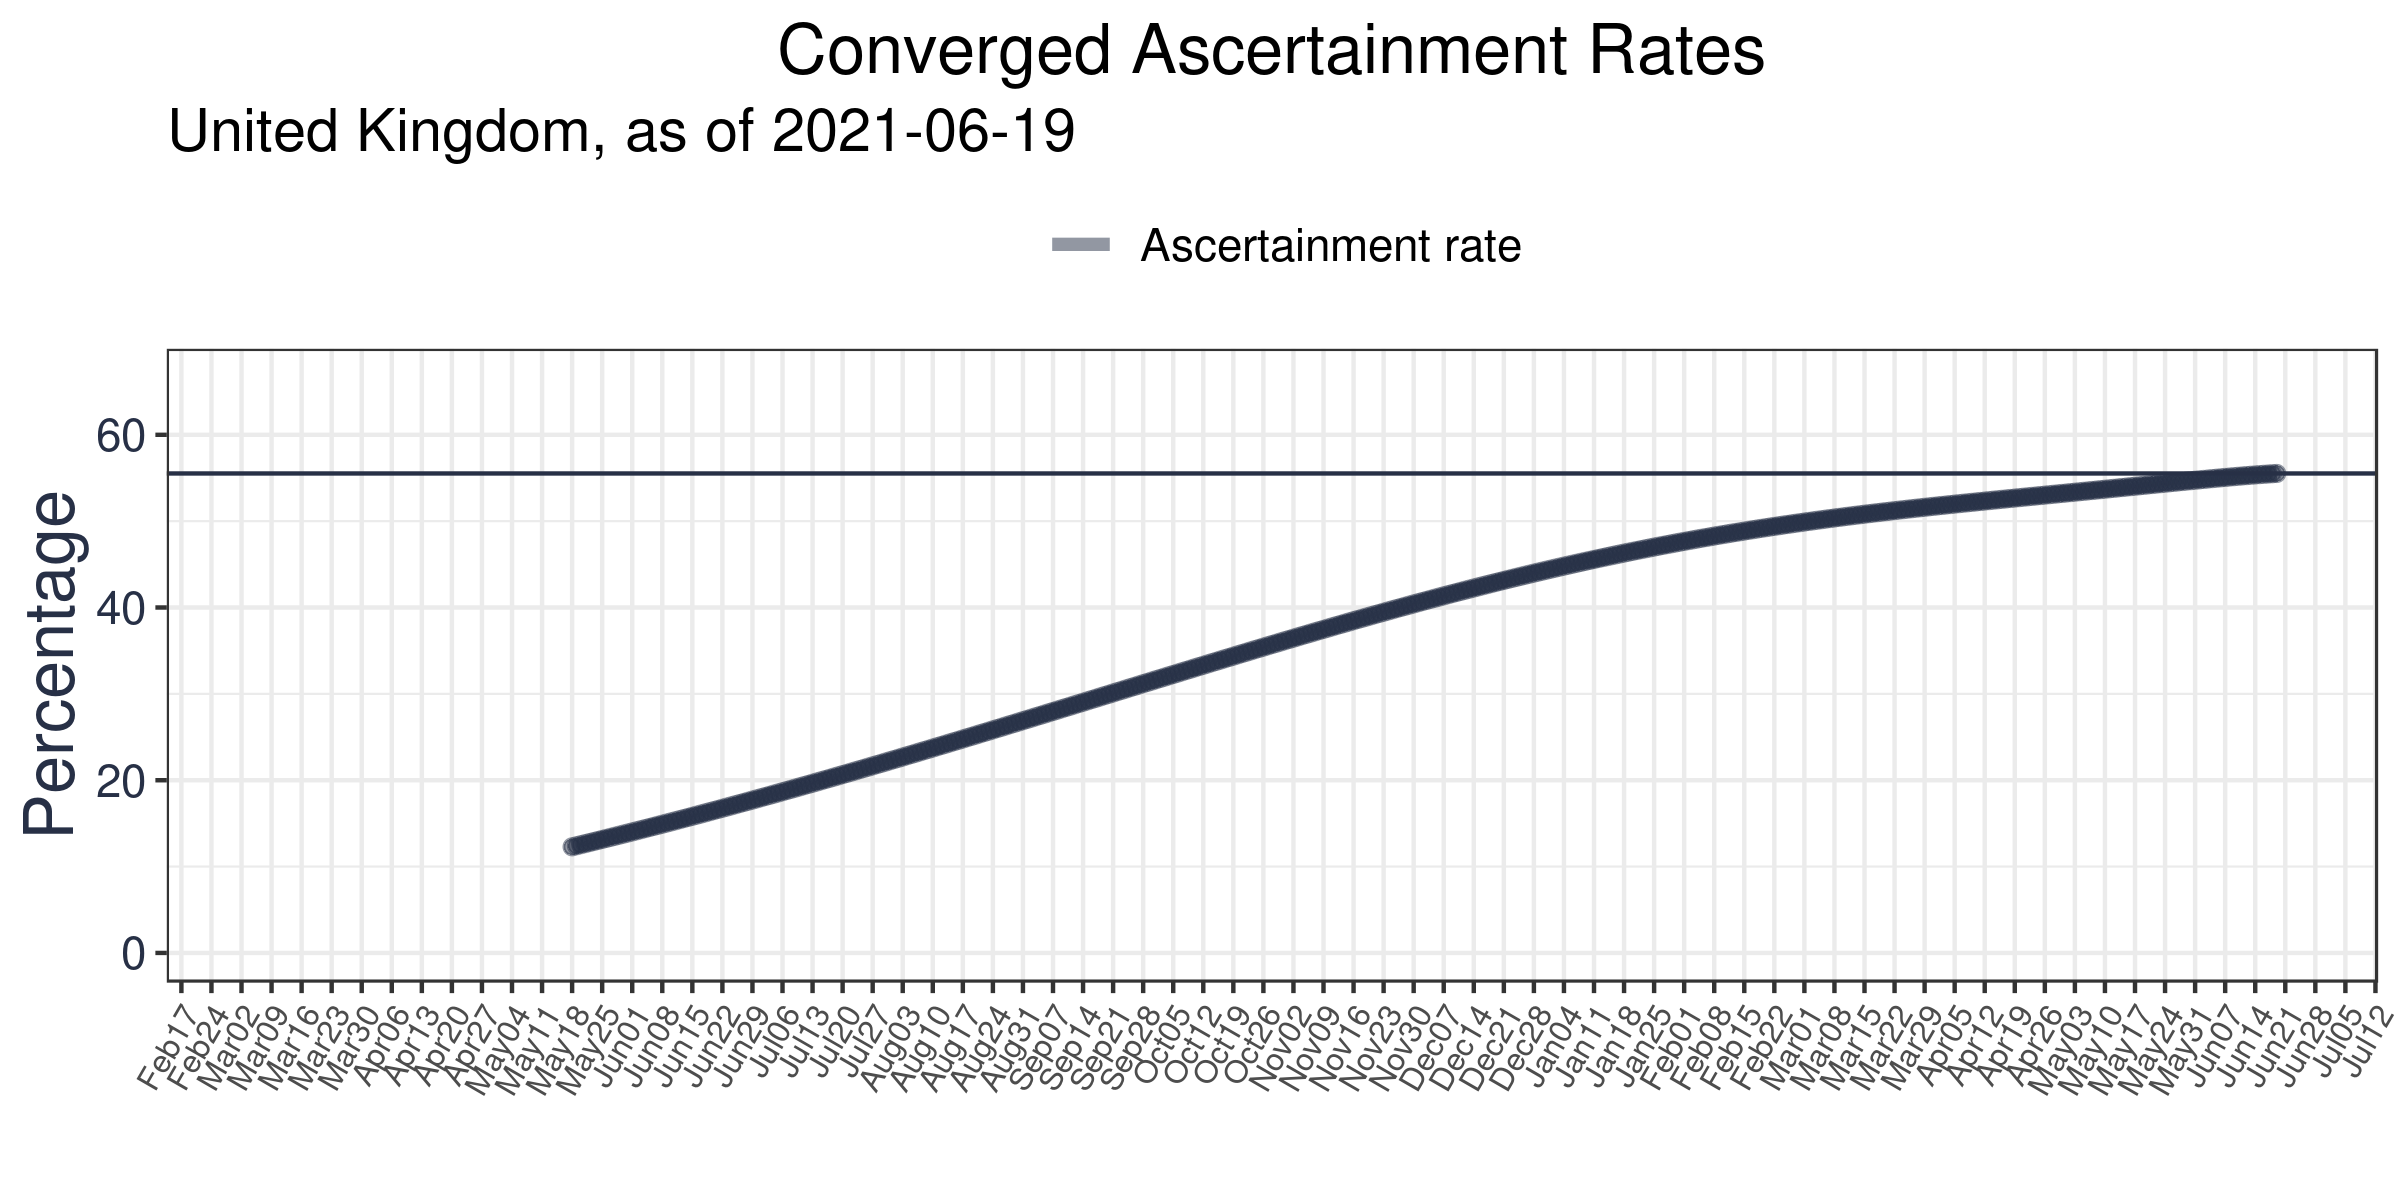 Converged Ascertainment Rates
United Kingdom, as of 2021-06-19
Ascertainment rate
Percentage
60
40
20
0
Feb17
Feb24
Mar02
Mar09
Mar16
Mar23
Mar30
Apr06
Apr13
Apr20
Apr27
May04
May11
May18
May25
Jun01
Jun08
Jun15
Jun22
Jun29
Jul06
Jul13
Jul20
Jul27
Aug03
Aug10
Aug17
Aug24
Aug31
Sep07
Sep14
Sep21
Sep28
Oct05
Oct12
Oct19
Oct26
Nov02
Nov09
Nov16
Nov23
Nov30
Dec07
Dec14
Dec21
Dec28
Jan04
Jan11
Jan18
Jan25
Feb01
Feb08
Feb15
Feb22
Mar01
Mar08
Mar15
Mar22
Mar29
Apr05
Apr12
Apr19
Apr26
May03
May10
May17
May24
May31
Jun07
Jun14
Jun21
Jun28
Jul05
Jul12